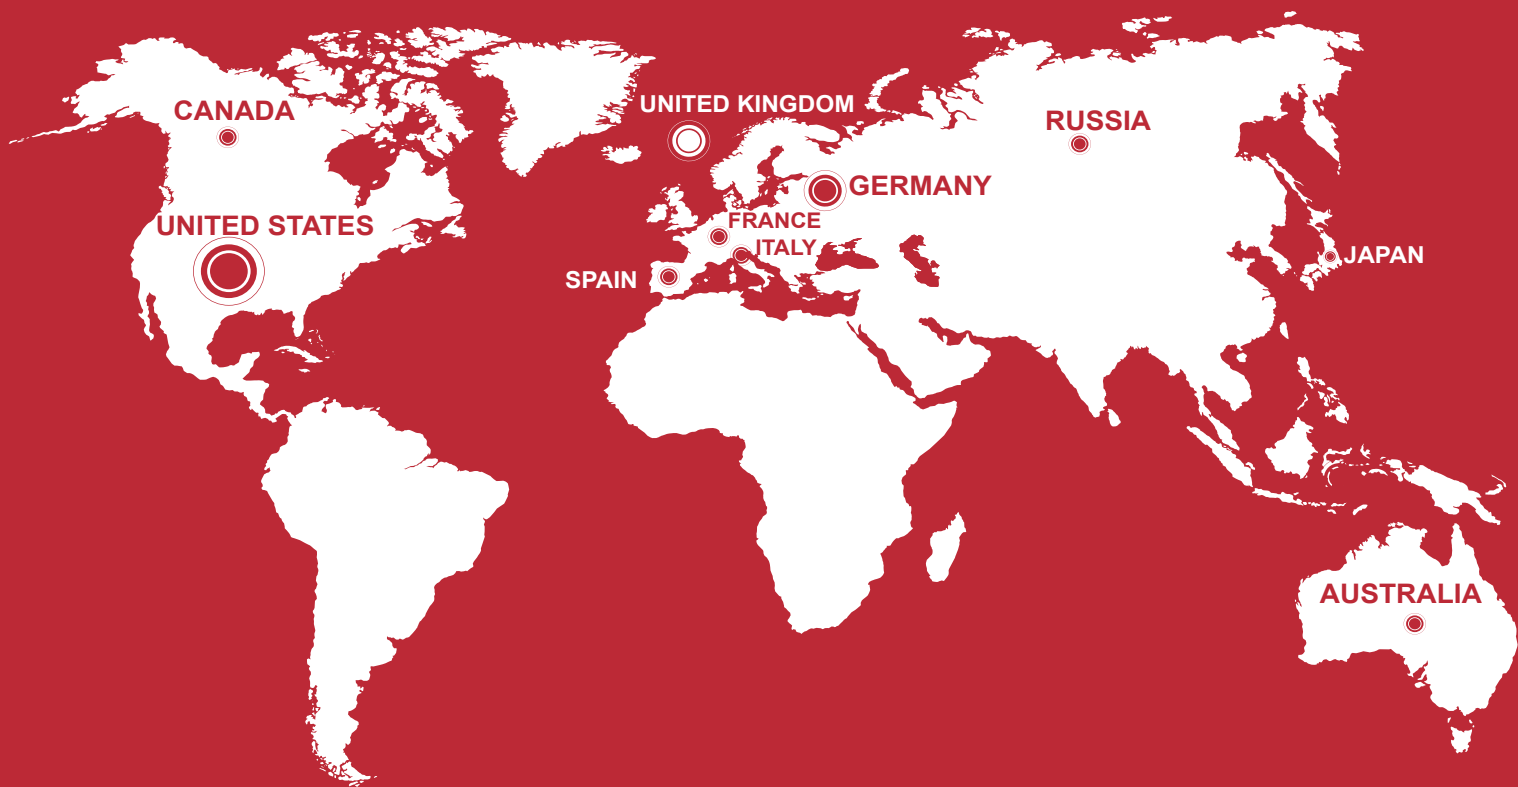 UNITED KINGDOM
CANADA
RUSSIA
GERMANY
FRANCE
UNITED STATES
ITALY
JAPAN
SPAIN
AUSTRALIA